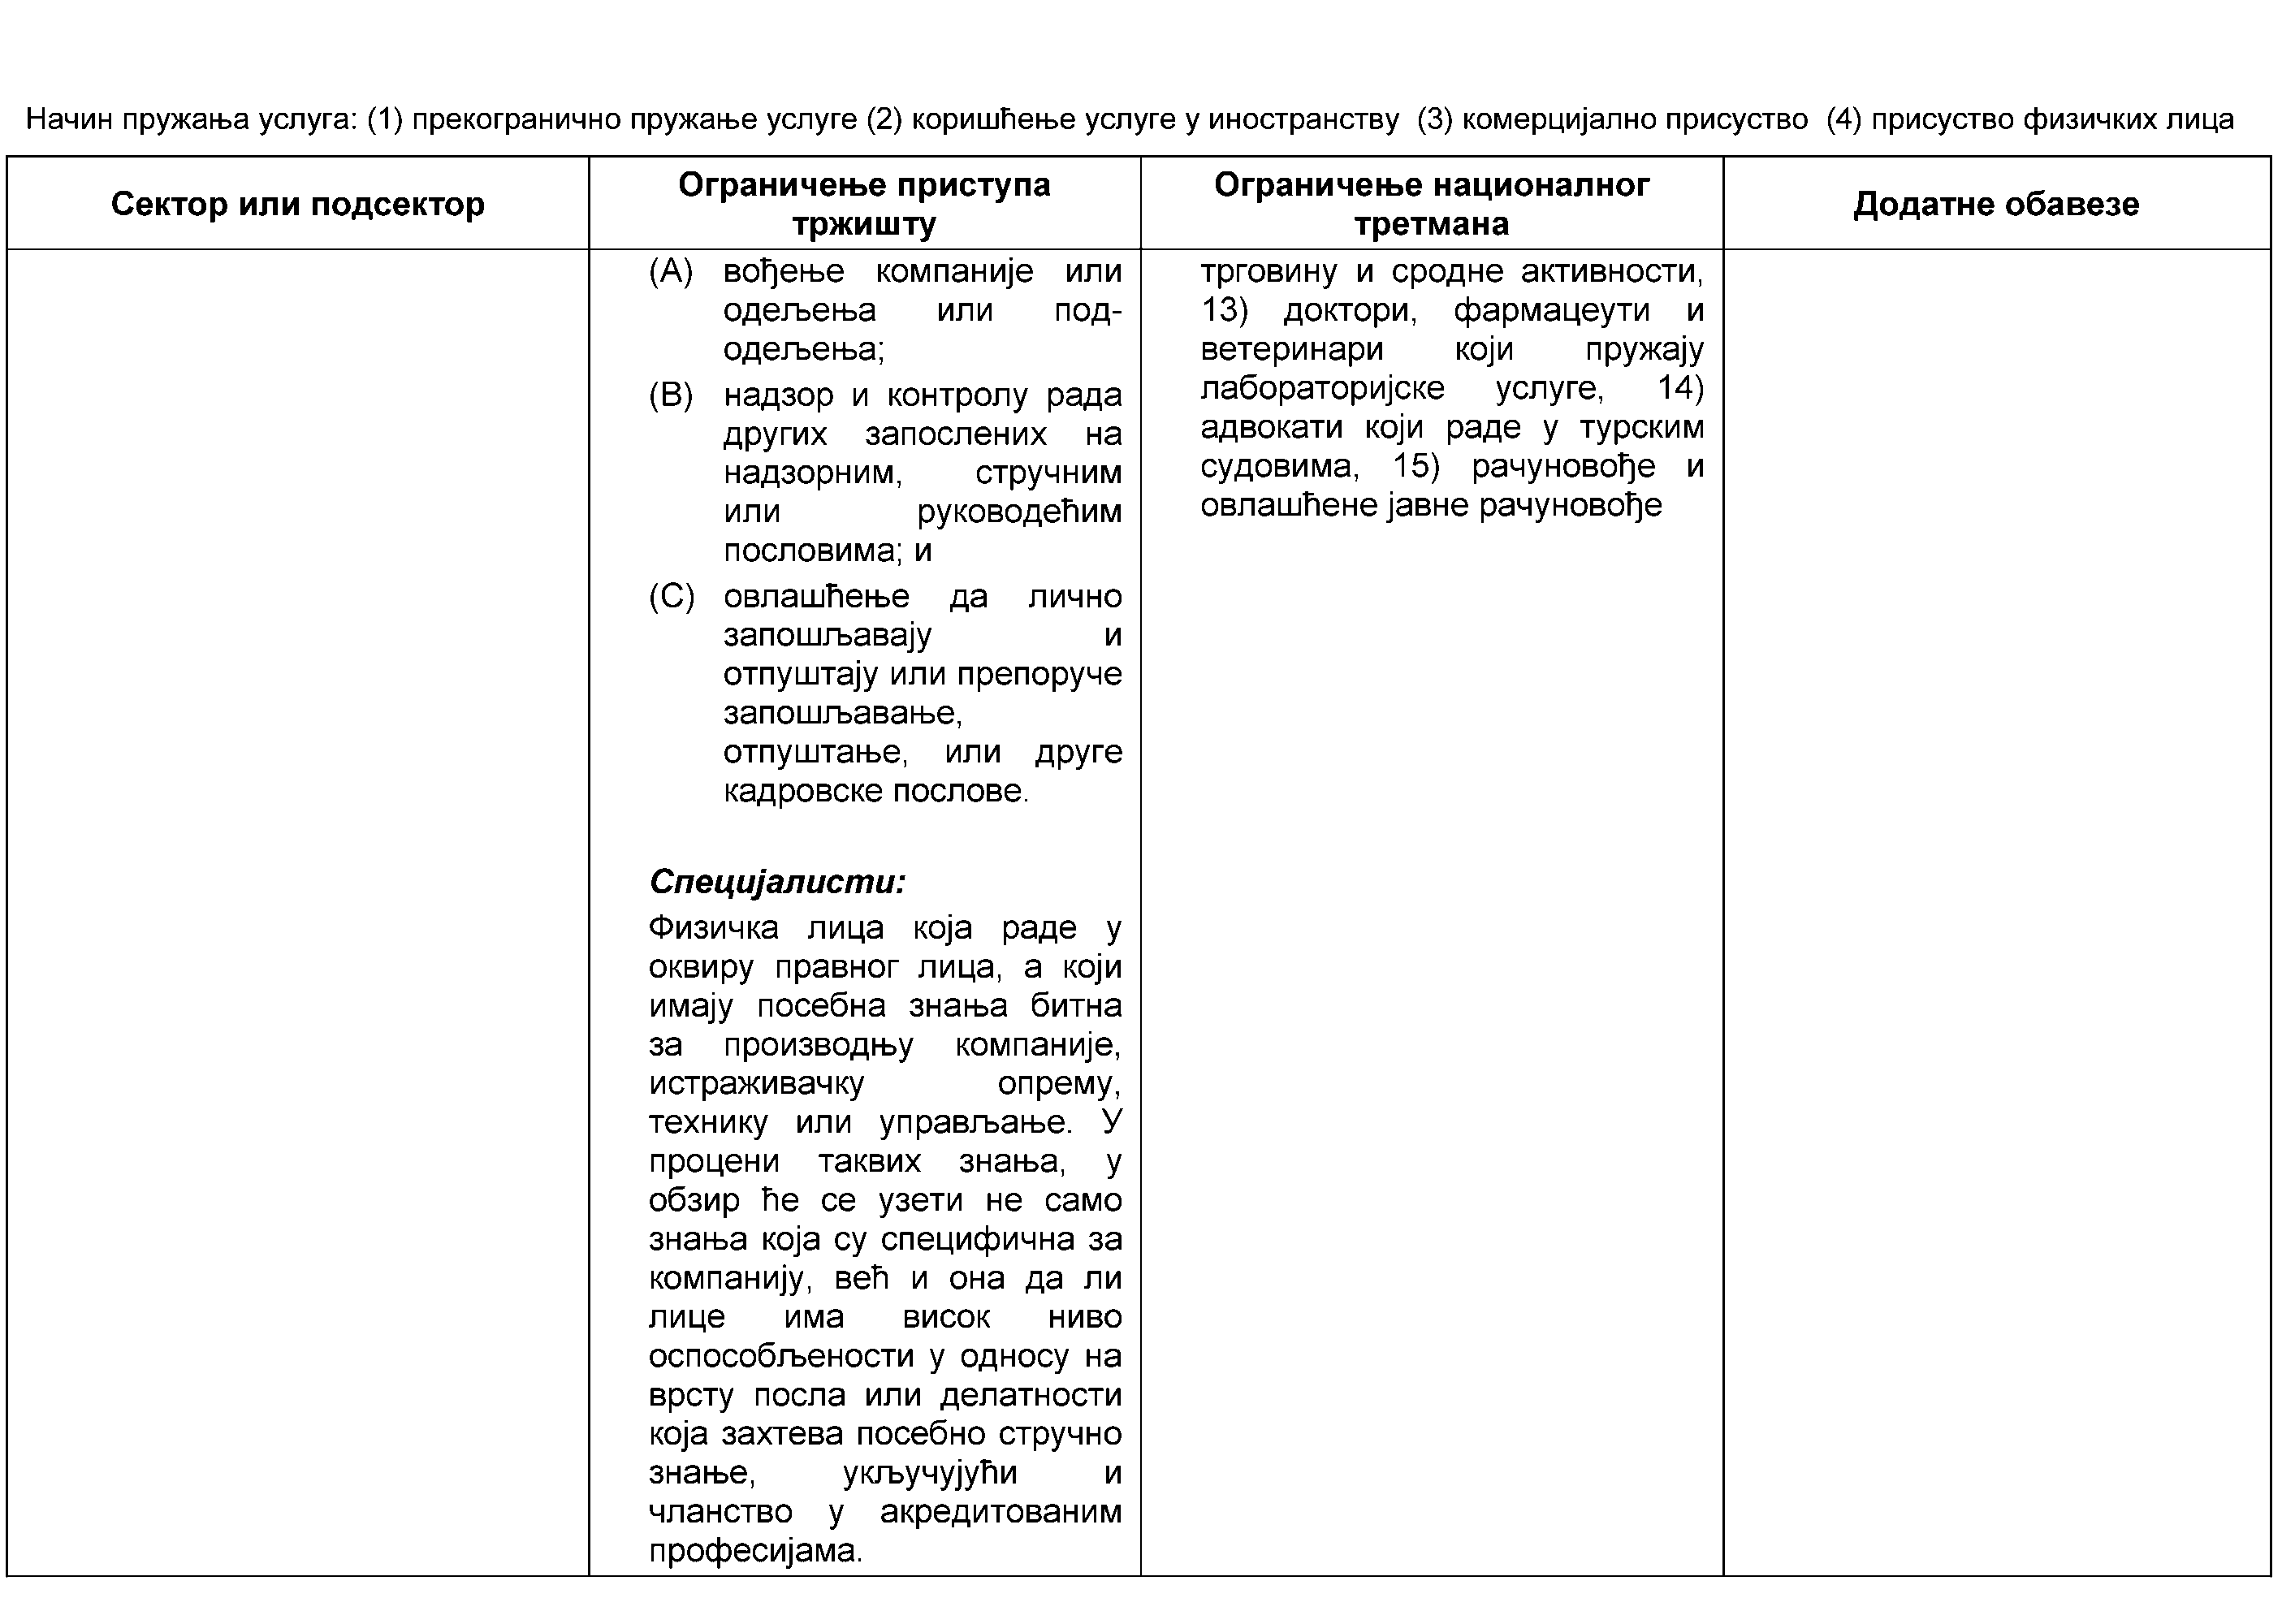 Начин пружања услуга: (1) прекогранично пружање услуге (2) коришћење услуге у иностранству (3) комерцијално присуство (4) присуство физичких лица
Сектор или подсектор
Ограничење приступа
тржишту
Ограничење националног
третмана
Додатне обавезе
(A) вођење компаније или
одељења или под-
одељења;
(B) надзор и контролу рада
других запослених на
надзорним, стручним
или руководећим
пословима; и
(C) овлашћење да лично
запошљавају и
отпуштају или препоруче
запошљавање,
отпуштање, или друге
кадровске послове.
Специјалисти:
Физичка лица која раде у
оквиру правног лица, а који
имају посебна знања битна
за производњу компаније,
истраживачку опрему,
технику или управљање. У
процени таквих знања, у
обзир ће се узети не само
знања која су специфична за
компанију, већ и она да ли
лице има висок ниво
оспособљености у односу на
врсту посла или делатности
која захтева посебно стручно
знање, укључујући и
чланство у акредитованим
професијама.
трговину и сродне активности,
13) доктори, фармацеути и
ветеринари који пружају
лабораторијске услуге, 14)
адвокати који раде у турским
судовима, 15) рачуновође и
овлашћене јавне рачуновође